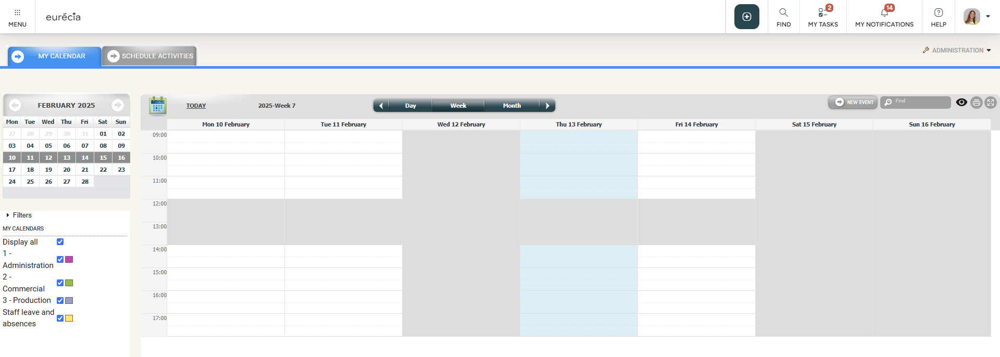 MENU
eurécia
FIND
2
MY TASKS
14
MY NOTIFICATIONS
HELP
MY CALENDAR
SCHEDULE ACTIVITIES
ADMINISTRATION
FEBRUARY 2025
Mon Tue Wed Thu Fri Sat Sun
27 28 29 30 31 01 02
03 04 05 06 07 08 09
10 11 12 13 14 15 16
17 18 19 20 21 22 23
24 25 26 27 28
Filters
MY CALENDARS
Display all
1 -
Administration
2 -
Commercial
3 - Production
Staff leave and
absences
TODAY
2025-Week 7
Day Week Month
NEW EVENT
Find
Mon 10 February Tue 11 February Wed 12 February Thu 13 February Fri 14 February Sat 15 February Sun 16 February
09:00
10:00
11:00
12:00
13:00
14:00
15:00
16:00
17:00